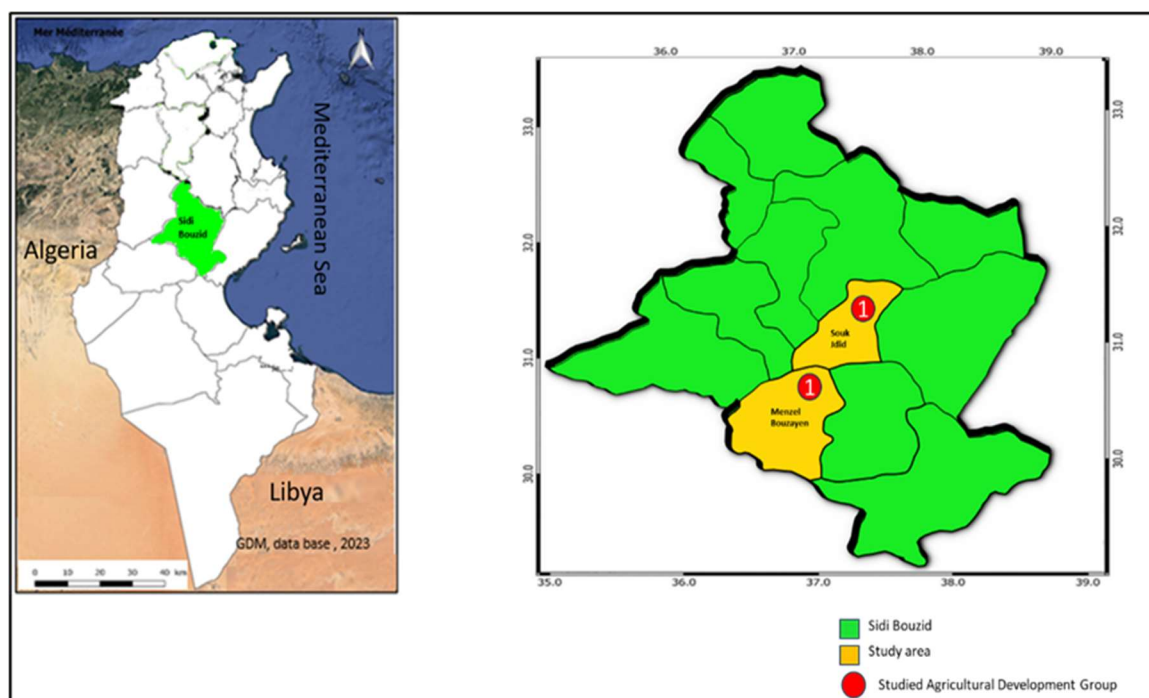 Mer Méditerranée
N
Mediterranean Sea
Sidi
Bouzid
Algeria
Libya
GDM, data base , 2023
0 10 20 30 40 km
36.0 37.0 38.0 39.0
33.0
32.0
31.0
30.0
33.0
32.0
31.0
30.0
1
Souk
Jdid
1
Menzel
Bouzayen
35.0 36.0 37.0 38.0 39.0
Sidi Bouzid
Study area
1 Studied Agricultural Development Group